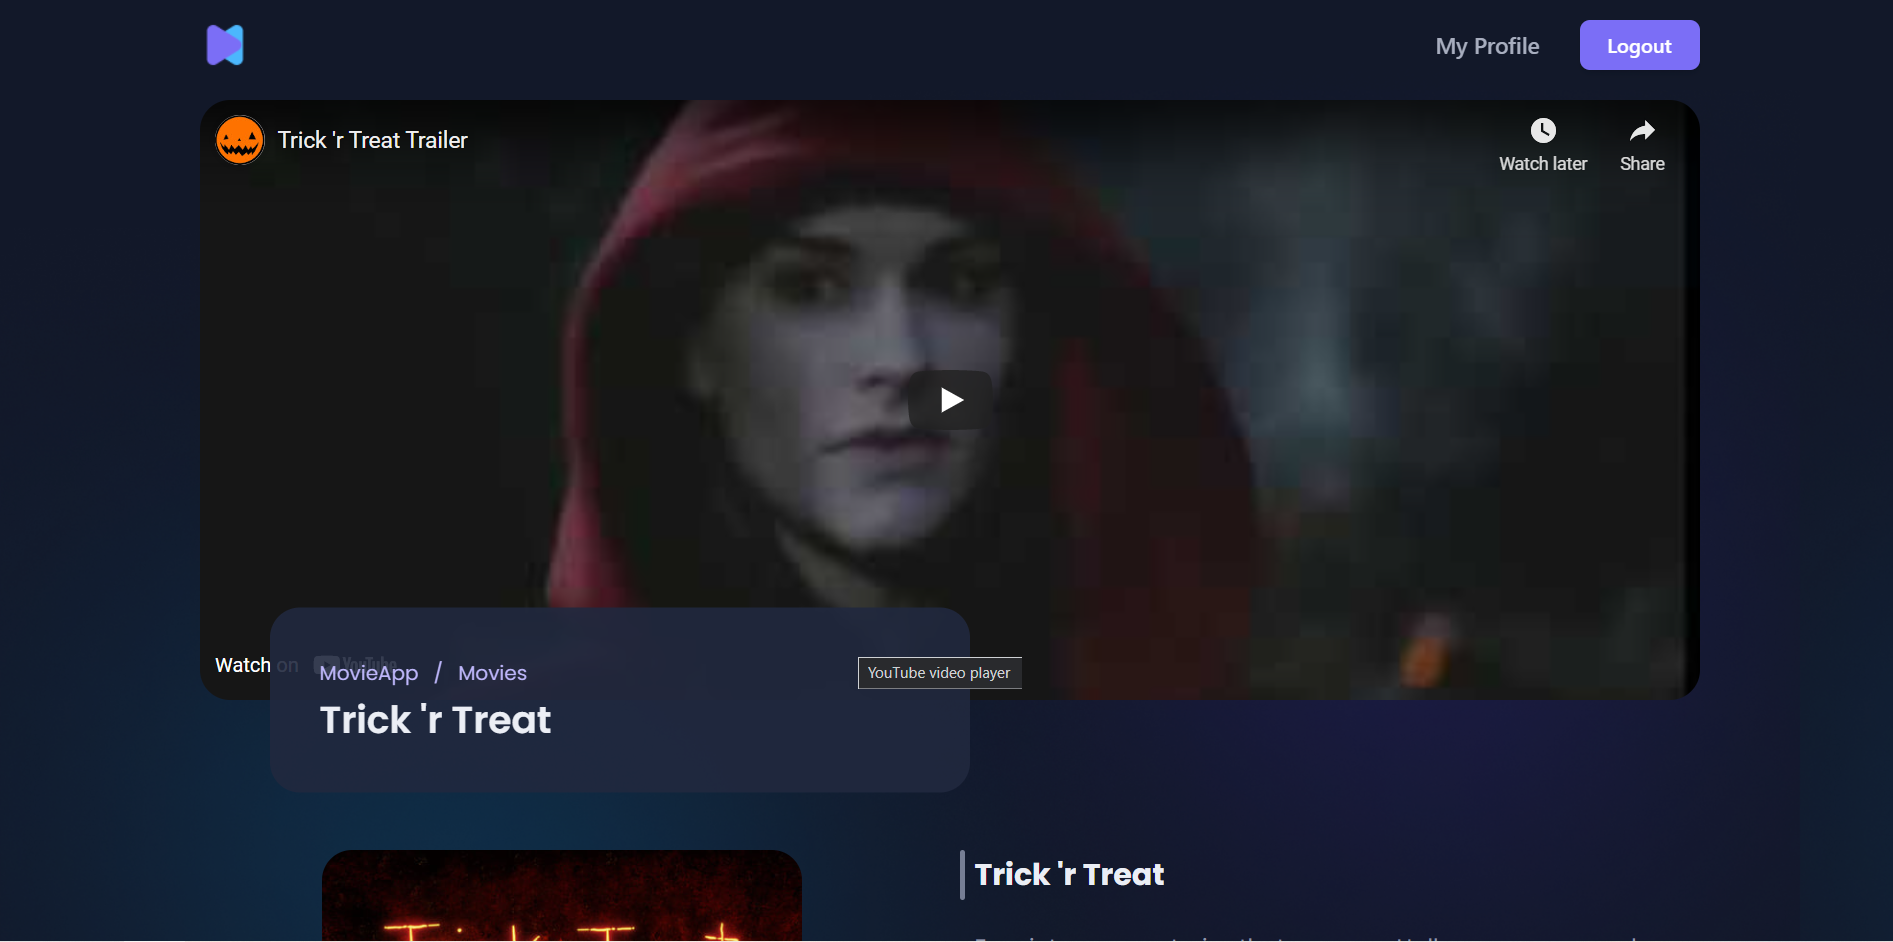 My Profile
Logout
Trick 'r Treat Trailer
Watch later
Share
Watch on YouTube
MovieApp / Movies
YouTube video player
Trick 'r Treat
Trick 'r Treat